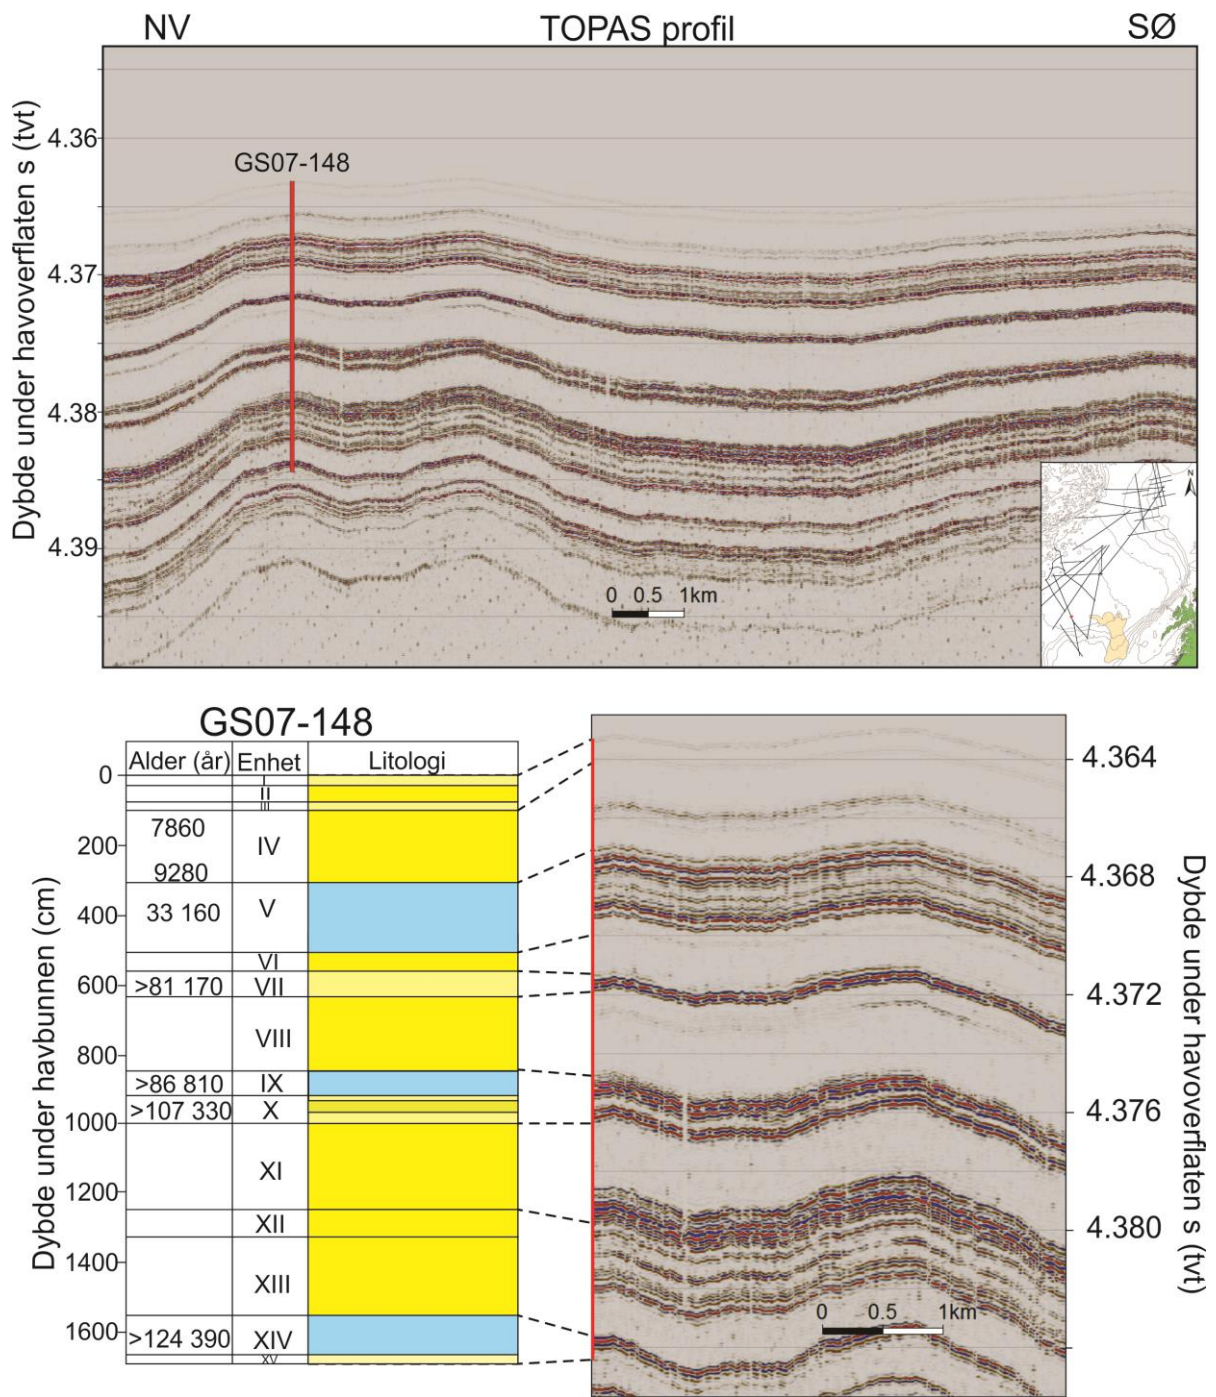 NV TOPAS profil SØ
Dybde under havoverflaten s (tvt)
4.36
GS07-148
4.37
4.38
4.39
0 0.5 1km
N
GS07-148
Alder (år) Enhet Litologi
Dybde under havbunnen (cm)
0 I
II
III
7860
200 IV
9280
400 33 160 V
VI
600 >81 170 VII
VIII
800
>86 810 IX
>107 330 X
1000
XI
1200
XII
1400 XIII
1600 >124 390 XIV
XV
4.364
4.368
4.372
4.376
4.380
0 0.5 1km
Dybde under havoverflaten s (tvt)